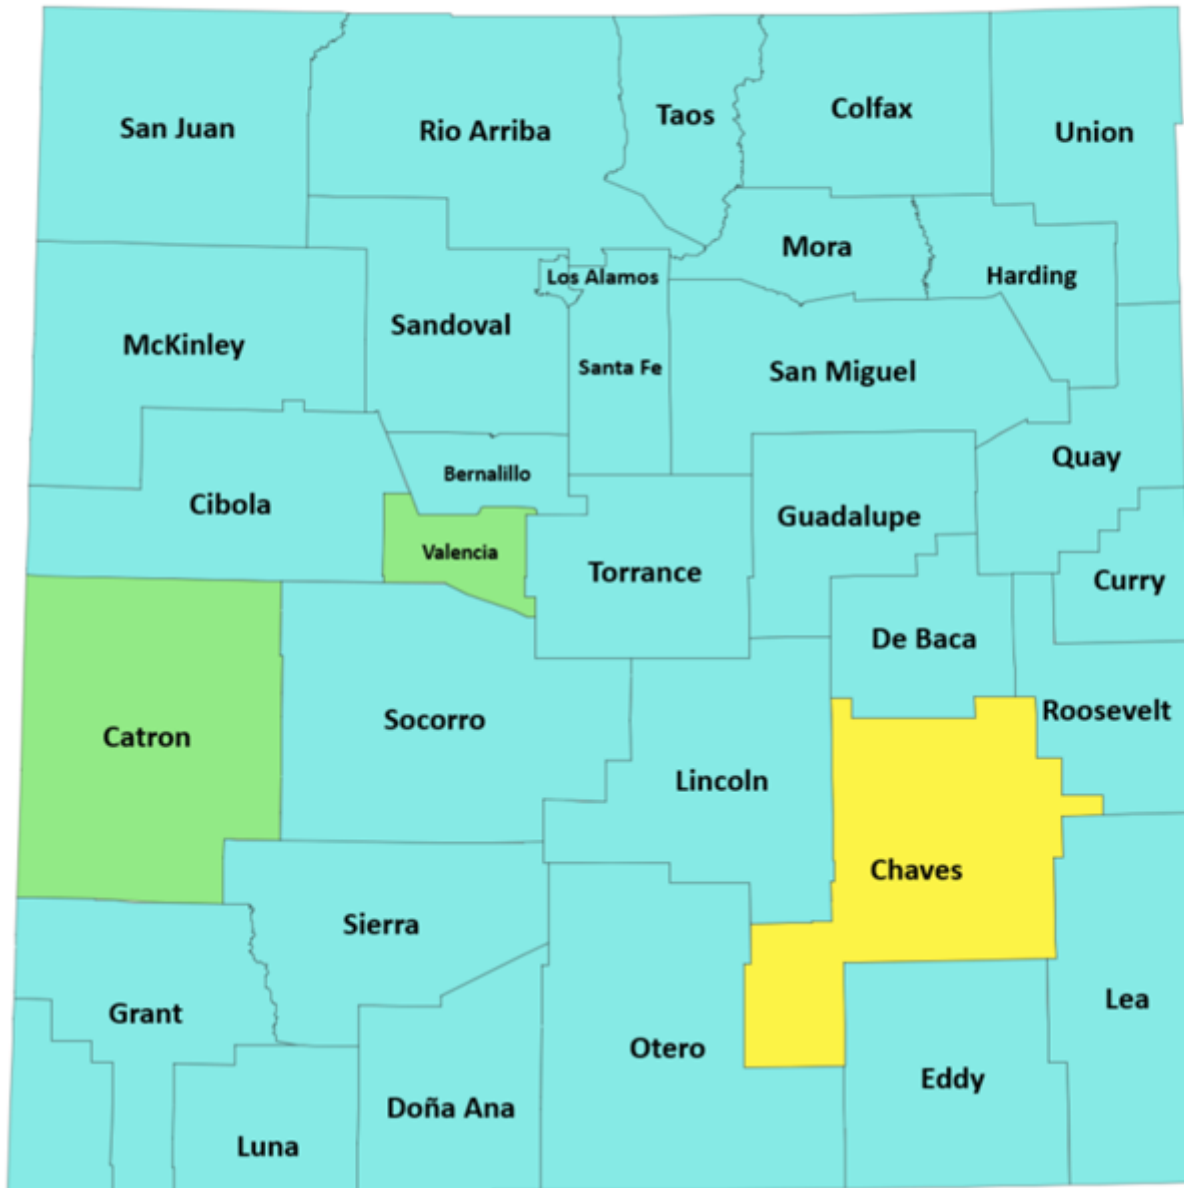 San Juan
Rio Arriba
Taos
Colfax
Union
Mora
Harding
Los Alamos
Sandoval
McKinley
Santa Fe
San Miguel
Quay
Bernalillo
Cibola
Guadalupe
Valencia
Torrance
Curry
De Baca
Roosevelt
Socorro
Catron
Lincoln
Chaves
Sierra
Lea
Grant
Otero
Eddy
Doña Ana
Luna